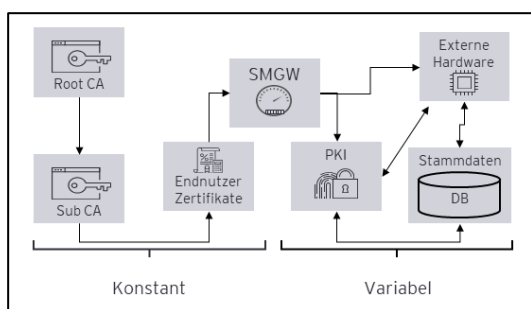 Root CA
Sub CA
Endnutzer
Zertifikate
SMGW
PKI
Externe
Hardware
Stammdaten
DB
Konstant
Variabel